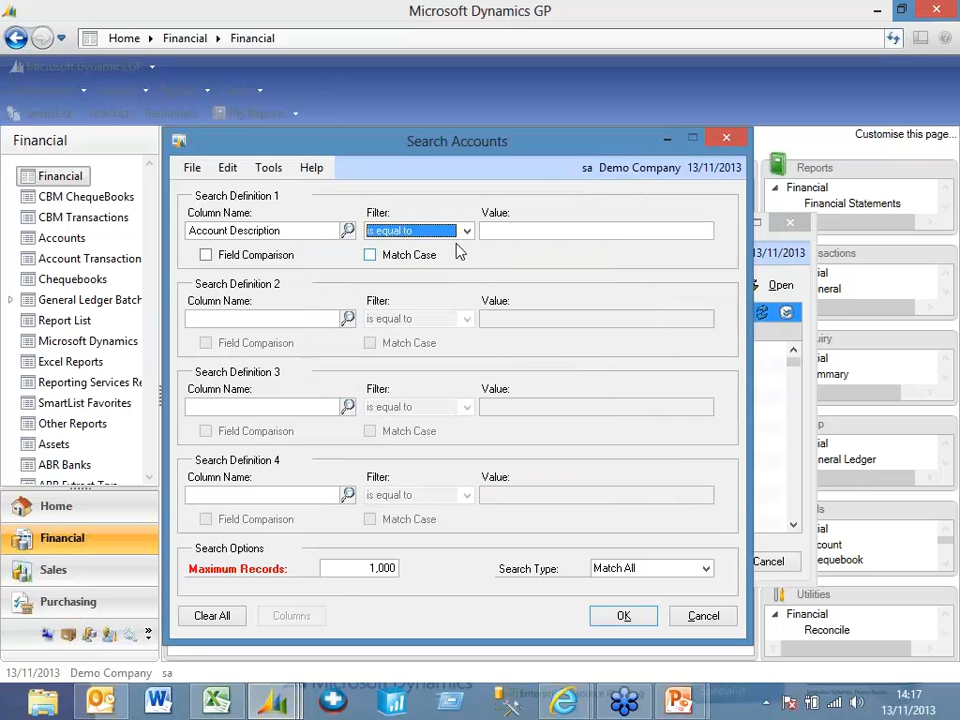 Microsoft Dynamics GP
Home
Financial
Financial
Microsoft Dynamics GP
Financial
Financial
CBM ChequeBooks
CBM Transactions
Accounts
Account Transaction
Chequebooks
General Ledger Batch
Report List
Microsoft Dynamics
Excel Reports
Reporting Services Re
SmartList Favorites
Other Reports
Assets
ABR Banks
Home
Financial
Sales
Purchasing
Search Accounts
File Edit Tools Help
sa Demo Company 13/11/2013
Search Definition 1
Column Name: Filter: Value:
Account Description is equal to
Field Comparison Match Case
Search Definition 2
Column Name: Filter: Value:
is equal to
Field Comparison Match Case
Search Definition 3
Column Name: Filter: Value:
is equal to
Field Comparison Match Case
Search Definition 4
Column Name: Filter: Value:
is equal to
Field Comparison Match Case
Search Options
Maximum Records: 1,000 Search Type: Match All
Clear All Columns OK Cancel
13/11/2013
Open
Cancel
Customise this page...
Reports
Financial
Financial Statements
Financial
Reconcile
Utilities
13/11/2013 Demo Company sa
14:17
13/11/2013